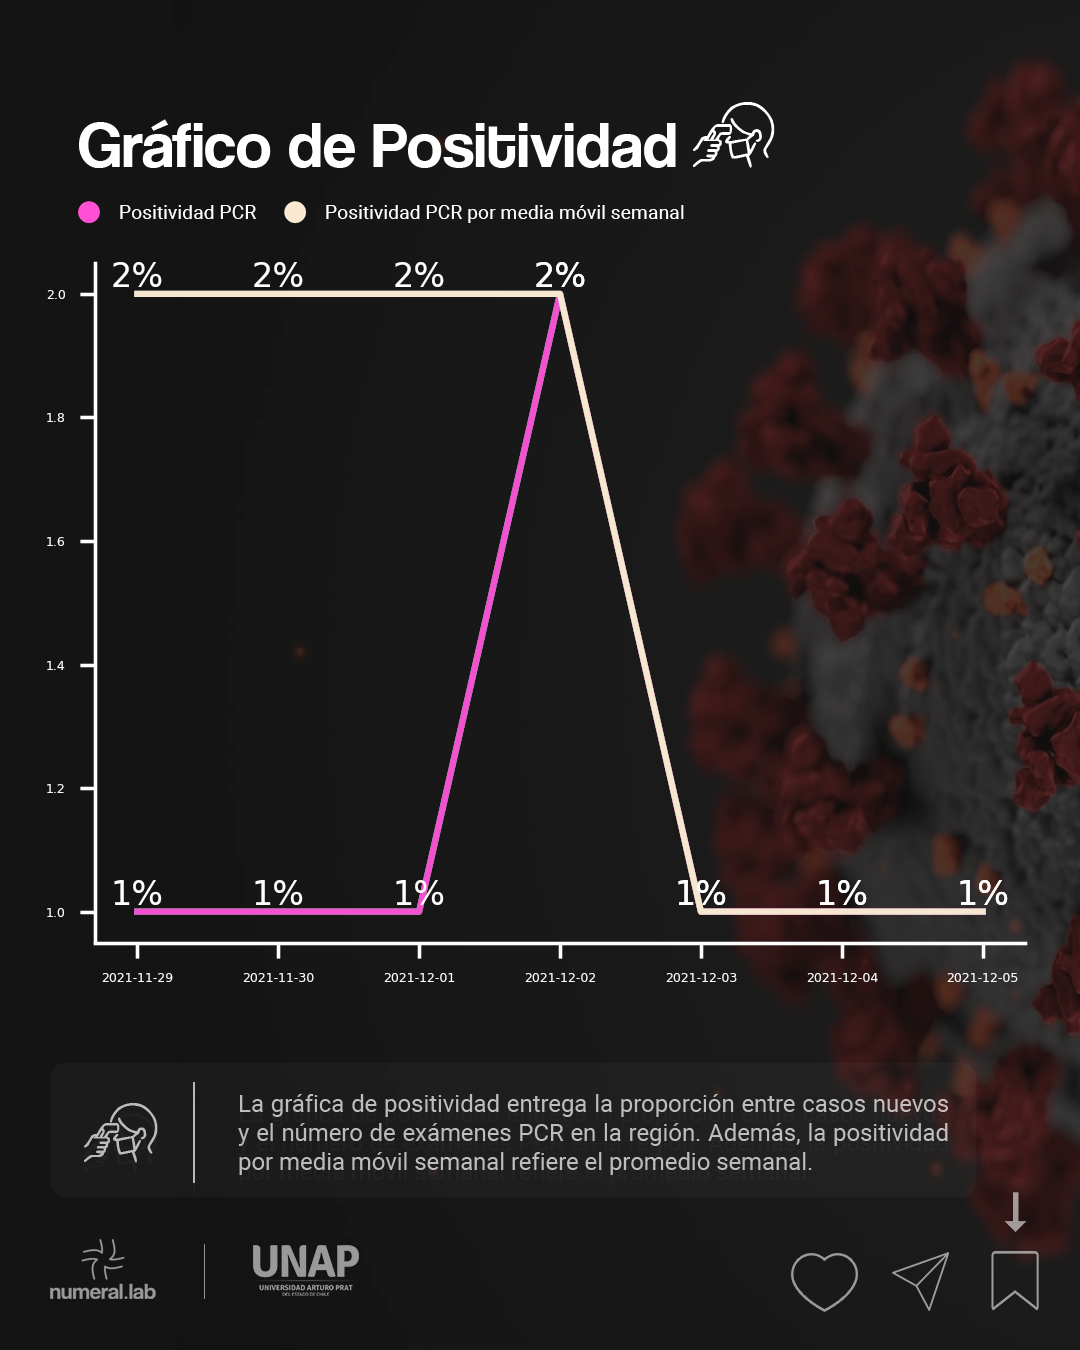 Gráfico de Positividad
Positividad PCR
Positividad PCR por media móvil semanal
2% 2% 2% 2%
2.0
1.8
1.6
1.4
1.2
1% 1% 1% 1% 1% 1%
1.0
2021-11-29 2021-11-30 2021-12-01 2021-12-02 2021-12-03 2021-12-04 2021-12-05
La gráfica de positividad entrega la proporción entre casos nuevos
y el número de exámenes PCR en la región. Además, la positividad
por media móvil semanal refiere el promedio semanal.
numeral.lab
UNAP
UNIVERSIDAD ARTURO PRAT
DEL ESTADO DE CHILE